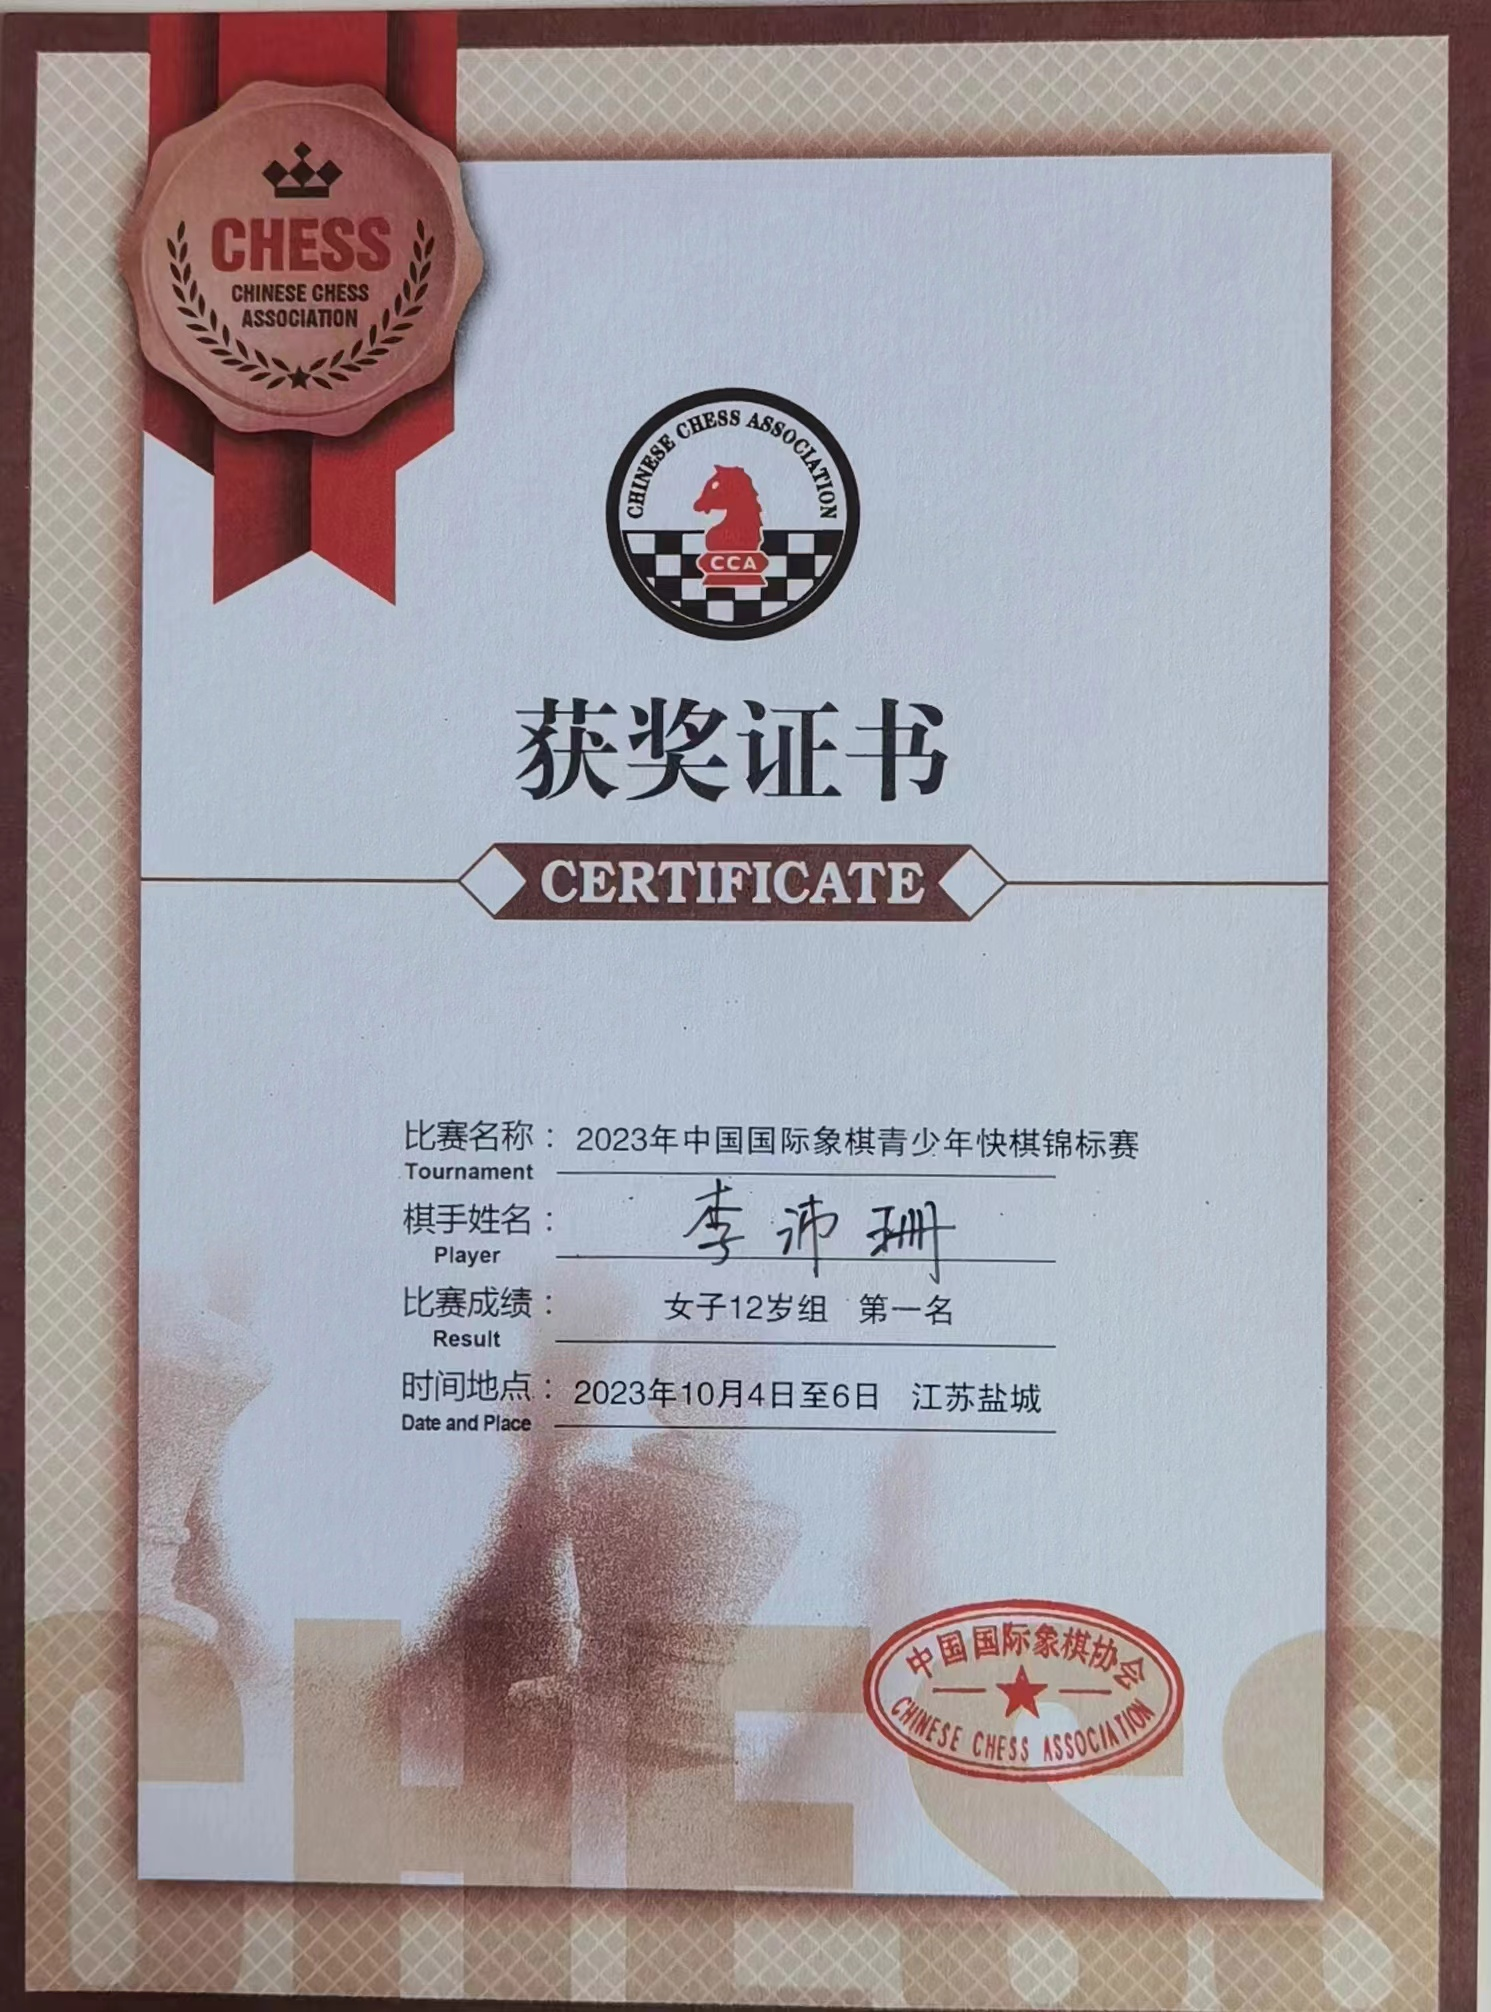 CHESS
CHINESE CHESS
ASSOCIATION
CHINESE CHESS ASSOCIATION
CCA
获奖证书
CERTIFICATE
比赛名称： 2023年中国国际象棋青少年快棋锦标赛
Tournament
棋手姓名： 李沛珊
Player
比赛成绩： 女子12岁组 第一名
Result
时间地点： 2023年10月4日至6日 江苏盐城
Date and Place
中国国际象棋协会
CHINESE CHESS ASSOCIATION
CHESS